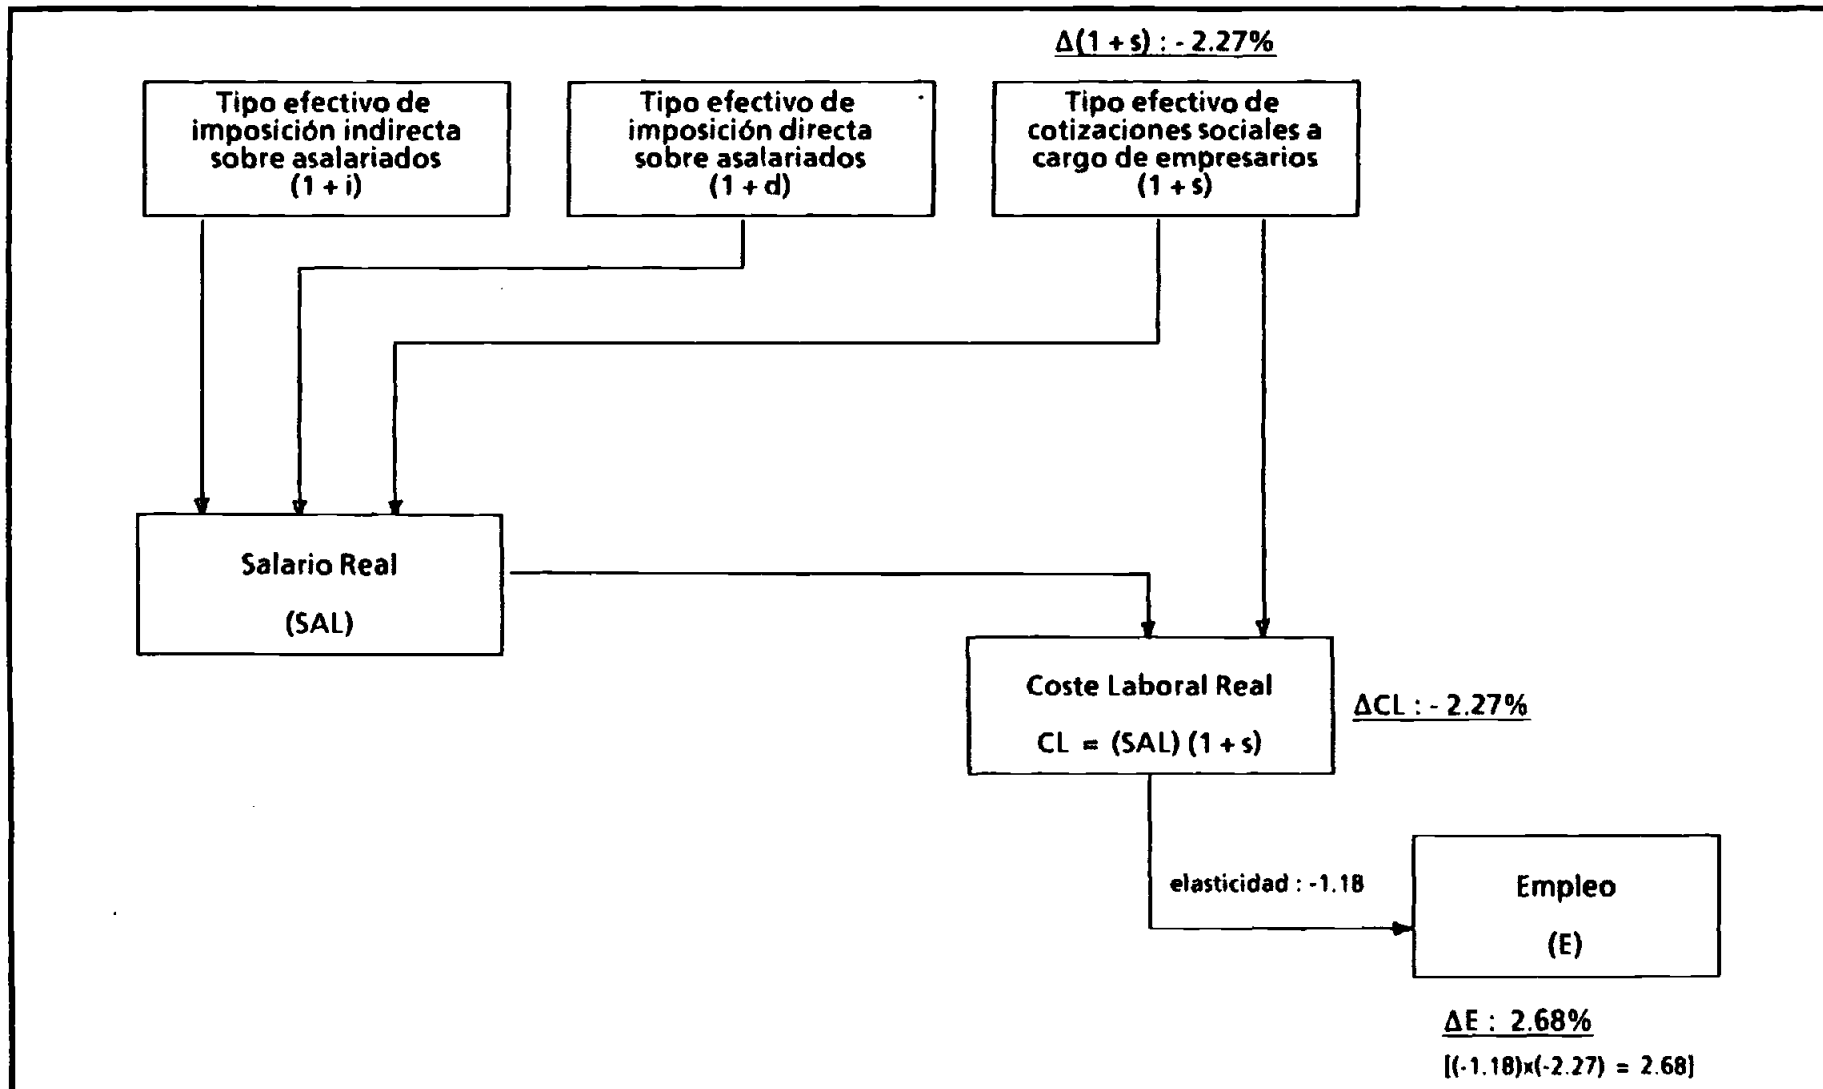 Δ(1 + s) : - 2.27%
Tipo efectivo de
imposición indirecta
sobre asalariados
(1 + i)
Tipo efectivo de
imposición directa
sobre asalariados
(1 + d)
Tipo efectivo de
cotizaciones sociales a
cargo de empresarios
(1 + s)
Salario Real
(SAL)
Coste Laboral Real
CL = (SAL) (1 + s)
ΔCL : - 2.27%
elasticidad : -1.18
Empleo
(E)
ΔE : 2.68%
[(-1.18)x(-2.27) = 2.68]